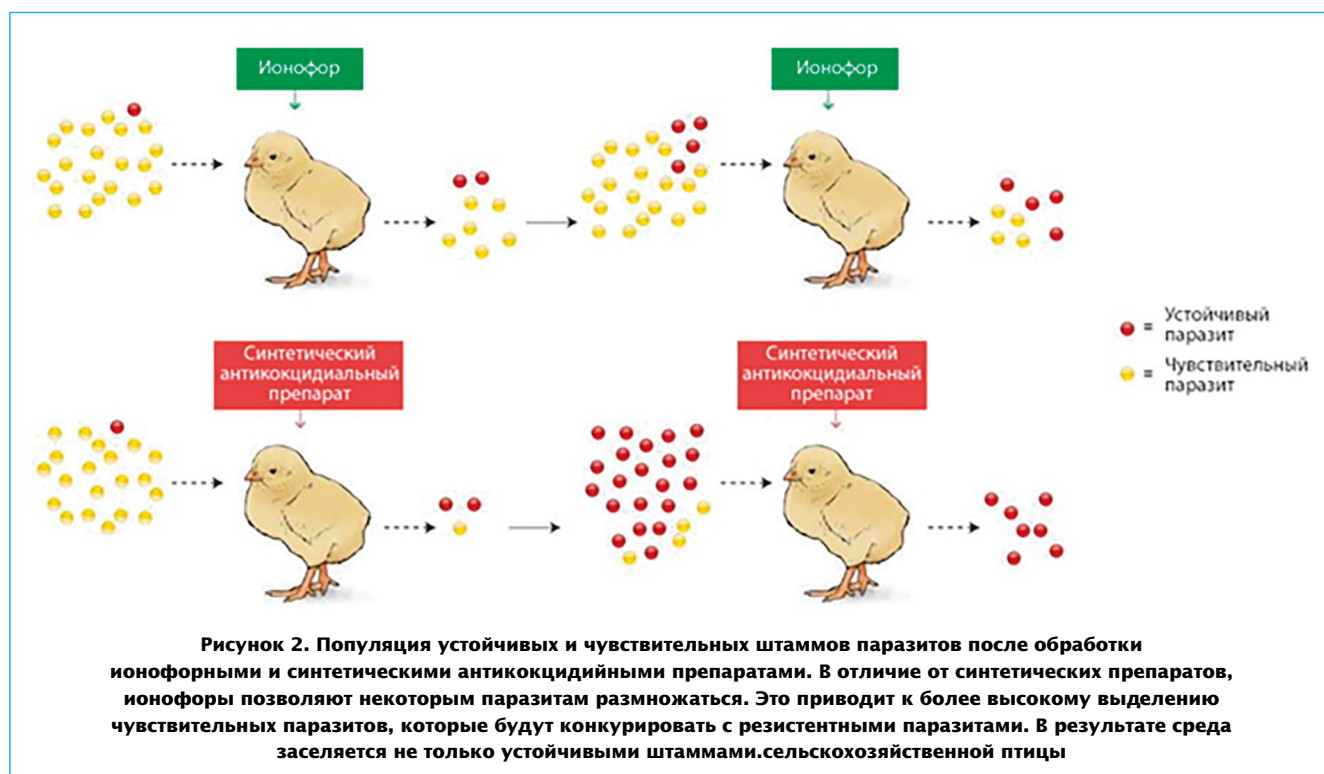 Ионофор
Ионофор
= Устойчивый
паразит
= Чувствительный
паразит
Синтетический
антикокцидиальный
препарат
Синтетический
антикокцидиальный
препарат
Рисунок 2. Популяция устойчивых и чувствительных штаммов паразитов после обработки
ионофорными и синтетическими антикокцидийными препаратами. В отличие от синтетических препаратов,
ионофоры позволяют некоторым паразитам размножаться. Это приводит к более высокому выделению
чувствительных паразитов, которые будут конкурировать с резистентными паразитами. В результате среда
заселяется не только устойчивыми штаммами.сельскохозяйственной птицы